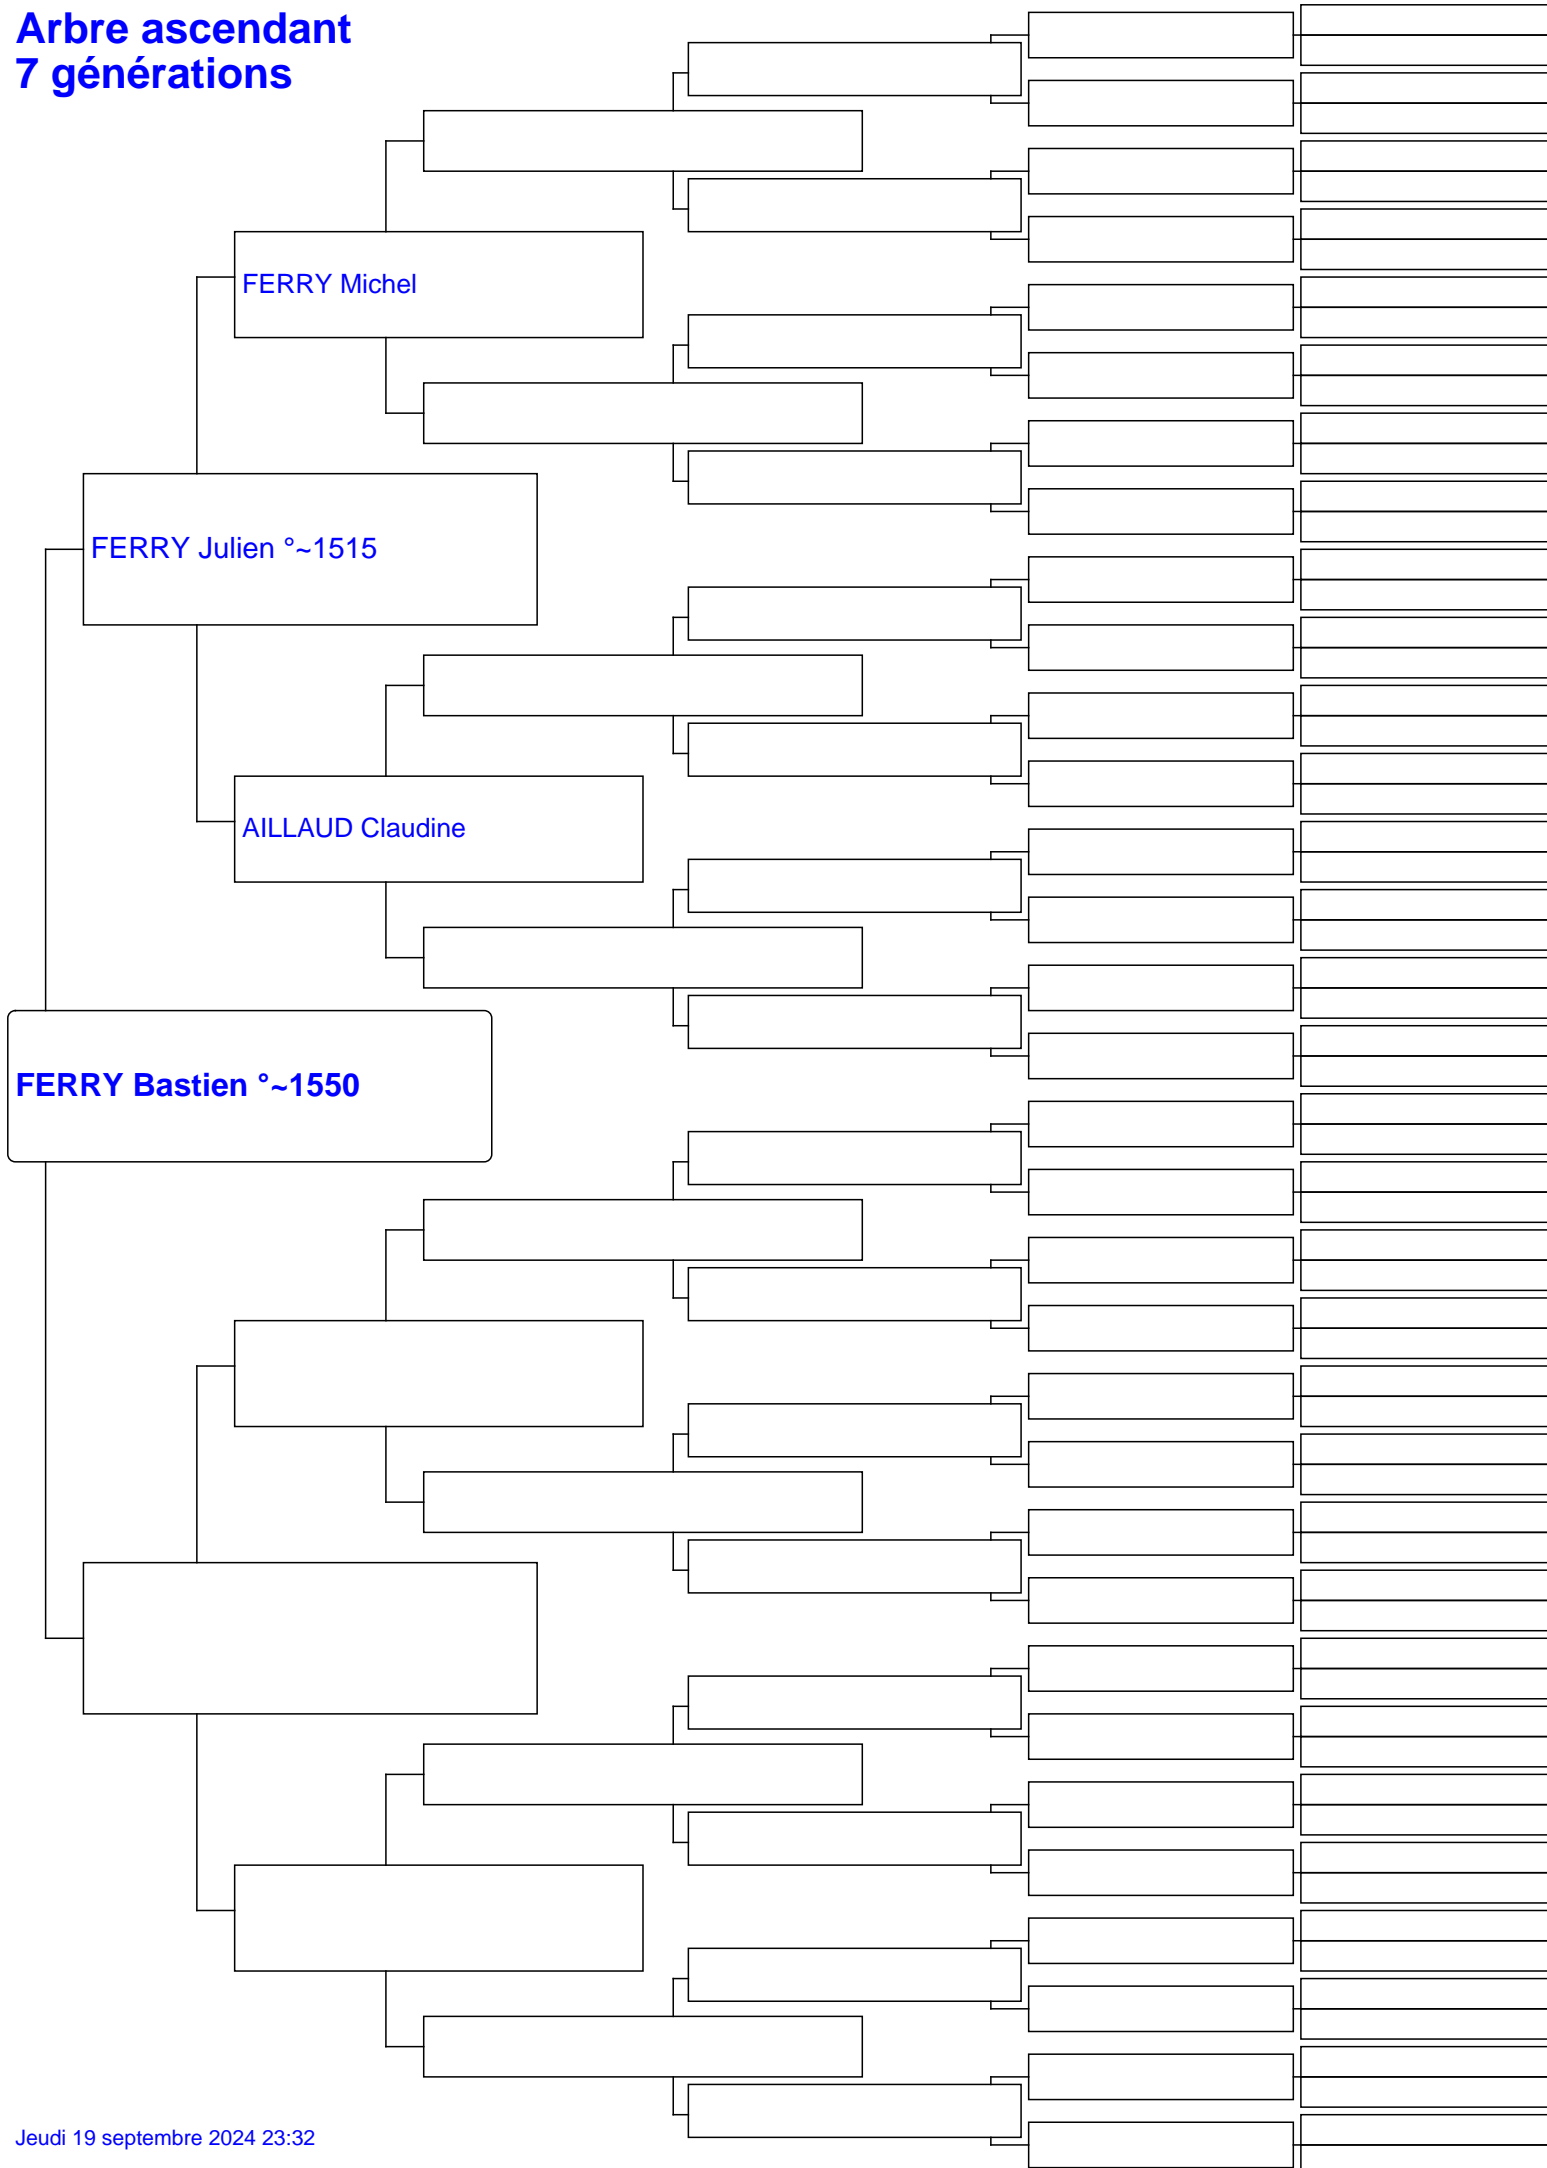 Arbre ascendant
7 générations
FERRY Michel
FERRY Julien °~1515
AILLAUD Claudine
FERRY Bastien °~1550
Jeudi 19 septembre 2024 23:32